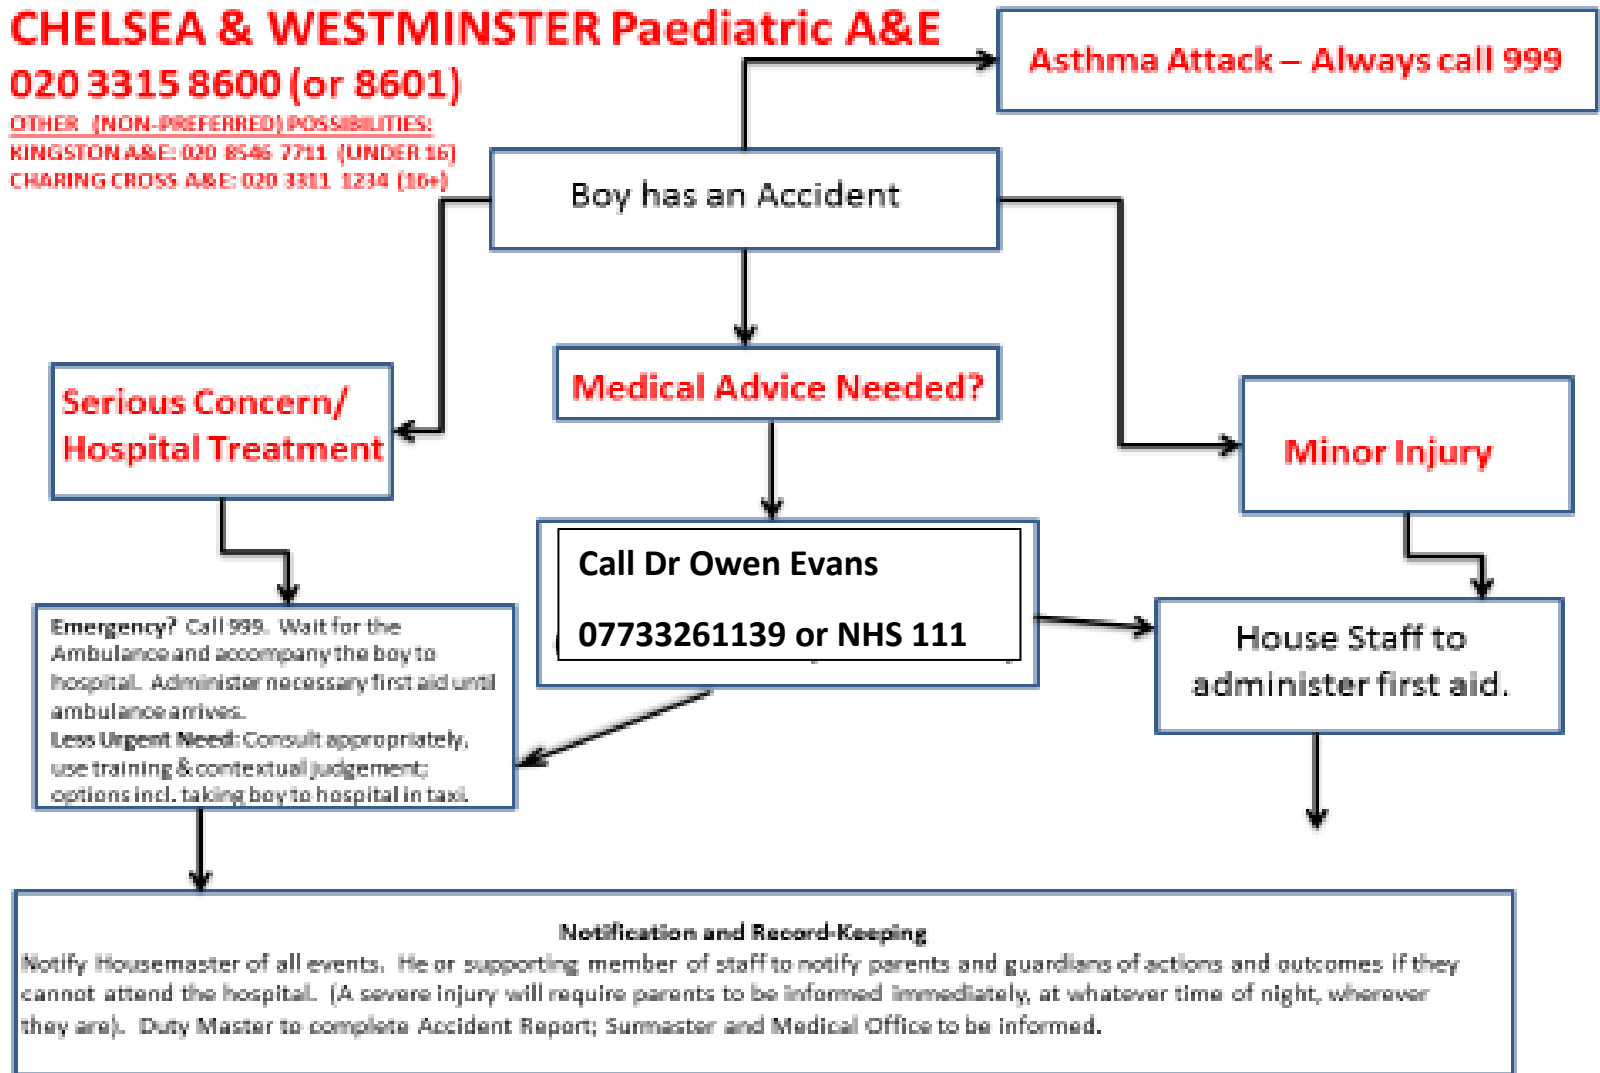 CHELSEA & WESTMINSTER Paediatric A&E
020 3315 8600 (or 8601)
OTHER (NON-PREFERRED) POSSIBILITIES:
KINGSTON A&E: 020 8546 7711 (UNDER 16)
CHARING CROSS A&E: 020 3311 1234 (16+)
Asthma Attack – Always call 999
Boy has an Accident
Serious Concern/
Hospital Treatment
Medical Advice Needed?
Minor Injury
Call Dr Owen Evans
07733261139 or NHS 111
Emergency? Call 999. Wait for the
Ambulance and accompany the boy to
hospital. Administer necessary first aid until
ambulance arrives.
Less Urgent Need: Consult appropriately,
use training & contextual judgement;
options incl. taking boy to hospital in taxi.
House Staff to
administer first aid.
Notification and Record-Keeping
Notify Housemaster of all events. He or supporting member of staff to notify parents and guardians of actions and outcomes if they
cannot attend the hospital. (A severe injury will require parents to be informed immediately, at whatever time of night, wherever
they are). Duty Master to complete Accident Report; Surmaster and Medical Office to be informed.